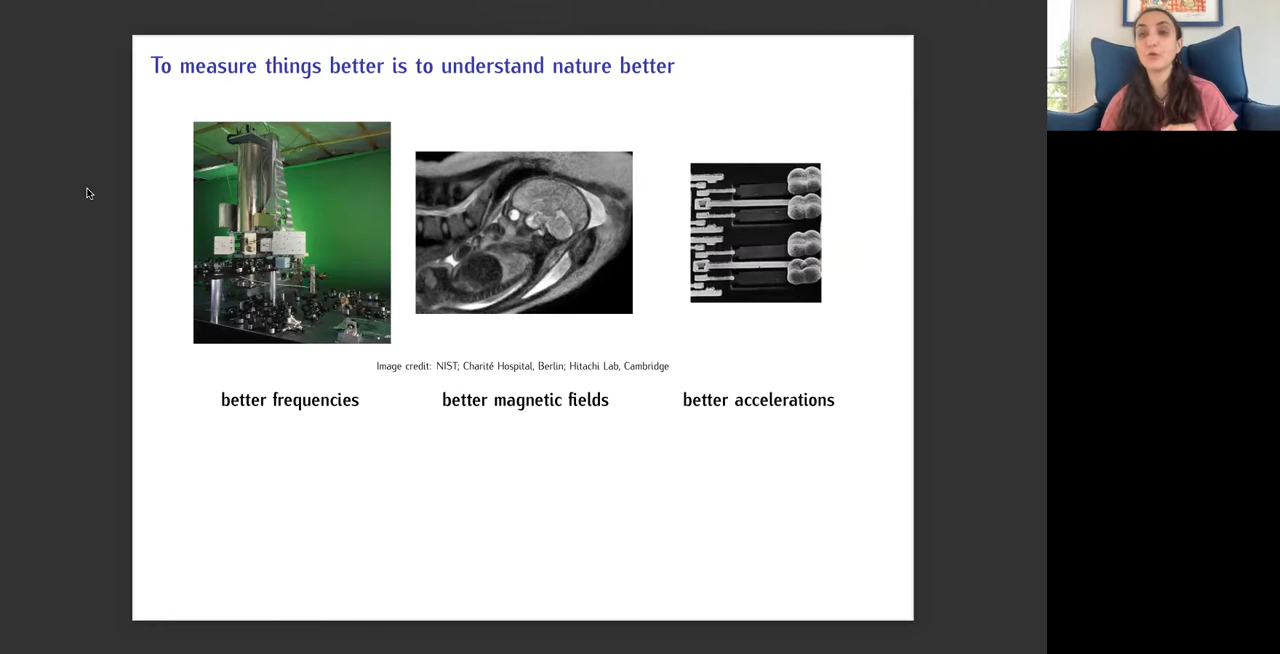 To measure things better is to understand nature better
Image credit: NIST; Charité Hospital, Berlin; Hitachi Lab, Cambridge
better frequencies better magnetic fields better accelerations